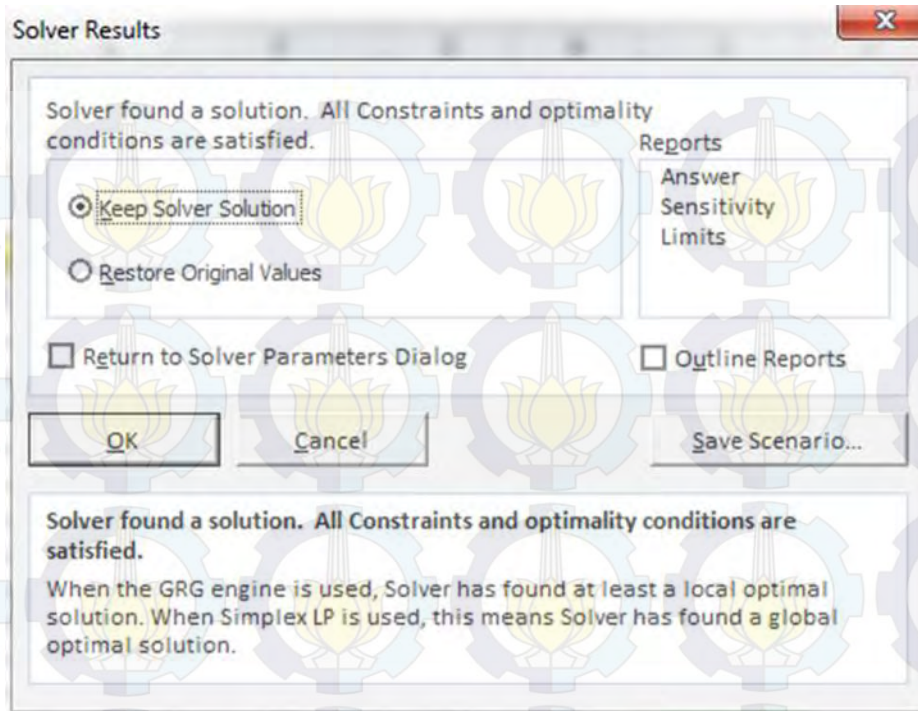 Solver Results
Solver found a solution. All Constraints and optimality
conditions are satisfied.
Reports
Answer
Sensitivity
Limits
Keep Solver Solution
Restore Original Values
Return to Solver Parameters Dialog
Outline Reports
OK
Cancel
Save Scenario...
Solver found a solution. All Constraints and optimality conditions are
satisfied.
When the GRG engine is used, Solver has found at least a local optimal
solution. When Simplex LP is used, this means Solver has found a global
optimal solution.